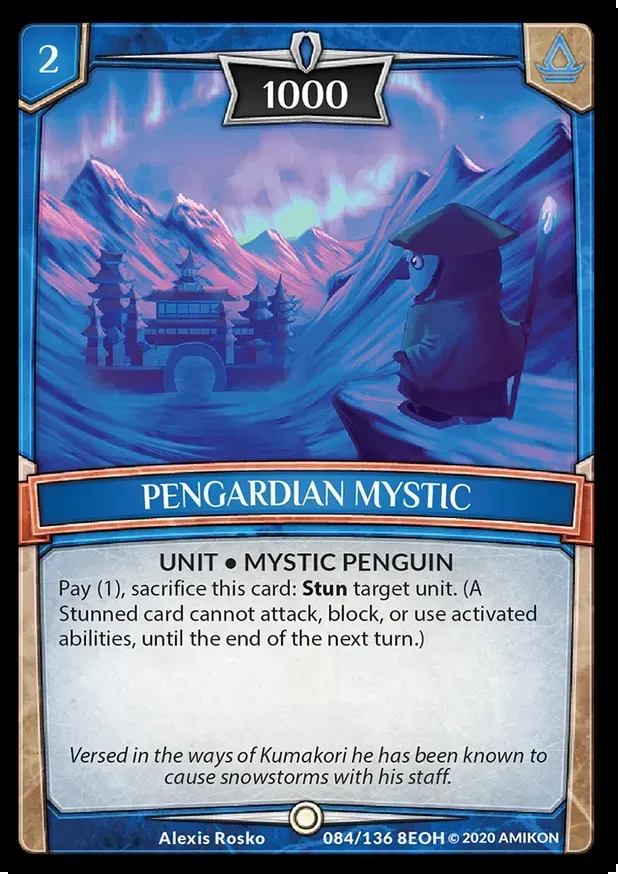 2
1000
PENGARDIAN MYSTIC
UNIT ● MYSTIC PENGUIN
Pay (1), sacrifice this card: Stun target unit. (A
Stunned card cannot attack, block, or use activated
abilities, until the end of the next turn.)
Versed in the ways of Kumakori he has been known to
cause snowstorms with his staff.
Alexis Rosko 084/136 8EOH © 2020 AMIKON